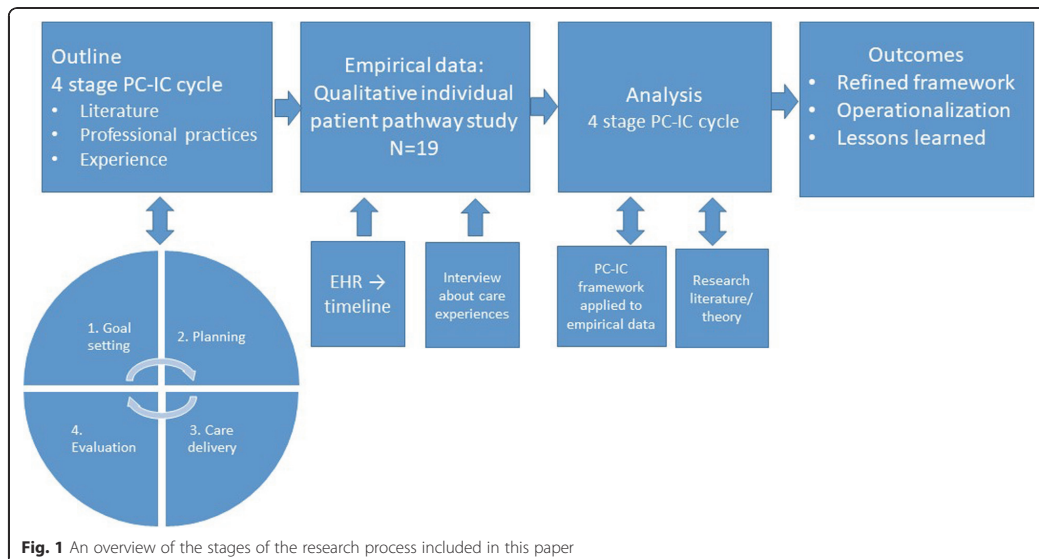 Outline
4 stage PC-IC cycle
• Literature
• Professional practices
• Experience
Empirical data:
Qualitative individual
patient pathway study
N=19
Analysis
4 stage PC-IC cycle
Outcomes
• Refined framework
• Operationalization
• Lessons learned
EHR →
timeline
Interview
about care
experiences
PC-IC
framework
applied to
empirical data
Research
literature/
theory
1. Goal
setting
2. Planning
4.
Evaluation
3. Care
delivery
Fig. 1 An overview of the stages of the research process included in this paper